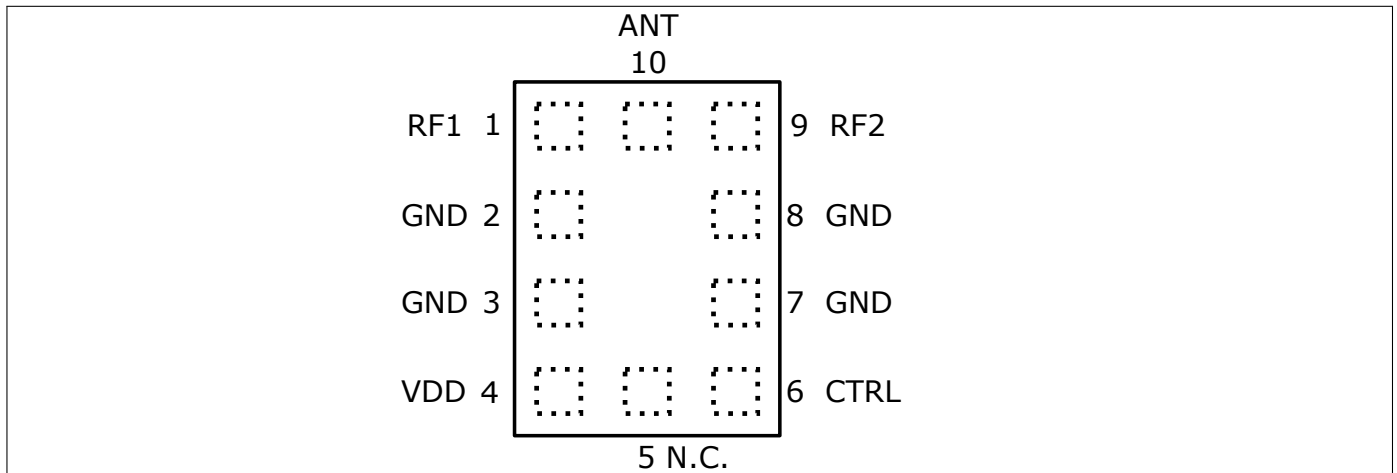 ANT
10
RF1 1
9 RF2
GND 2
8 GND
GND 3
7 GND
VDD 4
6 CTRL
5 N.C.